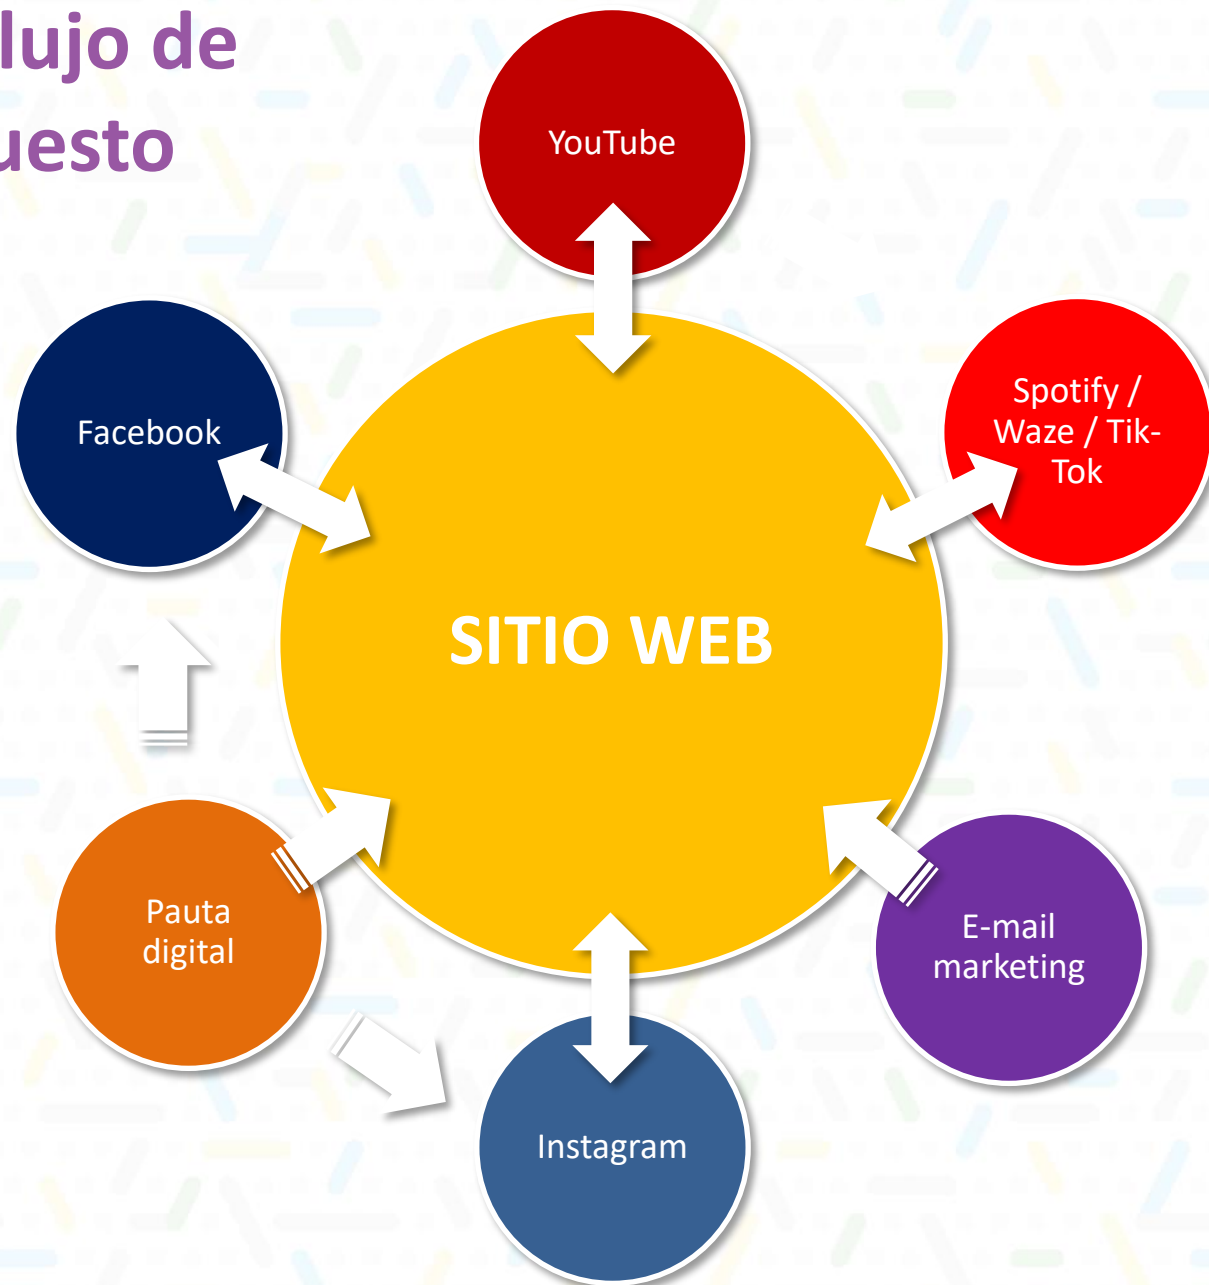 lujo de
uesto
YouTube
Facebook
Spotify /
Waze / Tik-
Tok
SITIO WEB
Pauta
digital
E-mail
marketing
Instagram